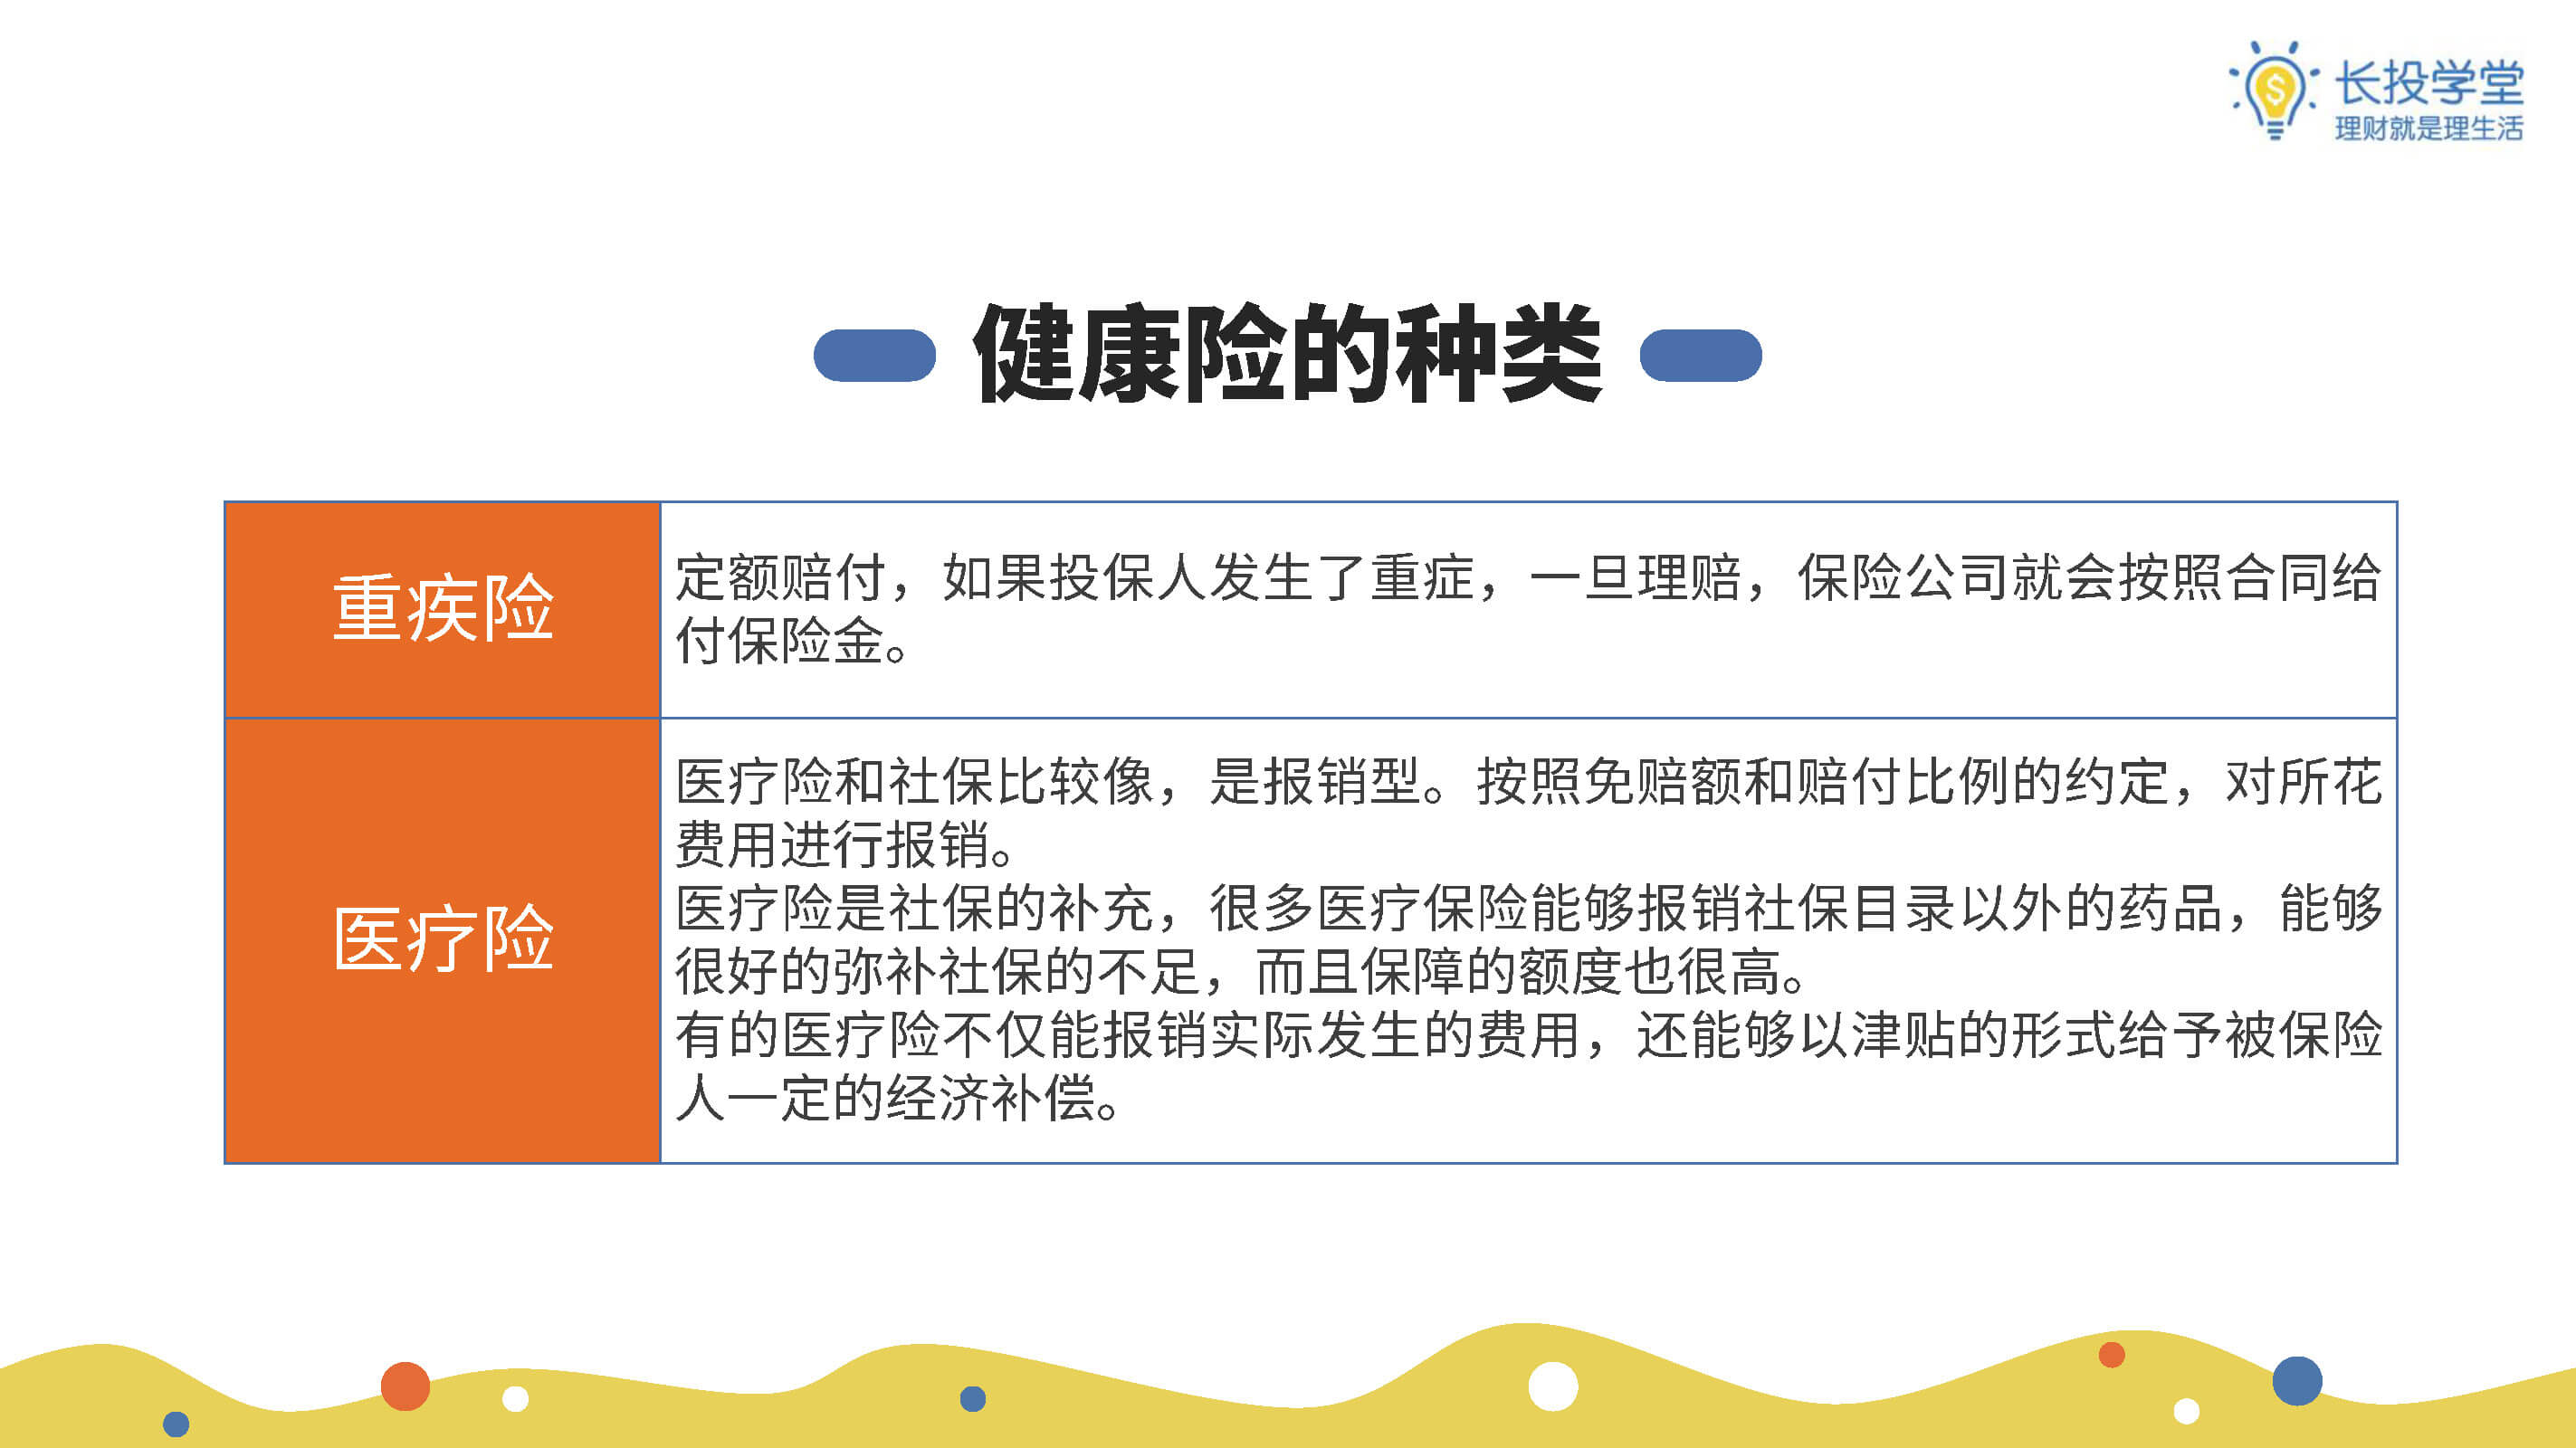 长投学堂
理财就是理生活
健康险的种类
重疾险
定额赔付，如果投保人发生了重症，一旦理赔，保险公司就会按照合同给
付保险金。
医疗险
医疗险和社保比较像，是报销型。按照免赔额和赔付比例的约定，对所花
费用进行报销。
医疗险是社保的补充，很多医疗保险能够报销社保目录以外的药品，能够
很好的弥补社保的不足，而且保障的额度也很高。
有的医疗险不仅能报销实际发生的费用，还能够以津贴的形式给予被保险
人一定的经济补偿。